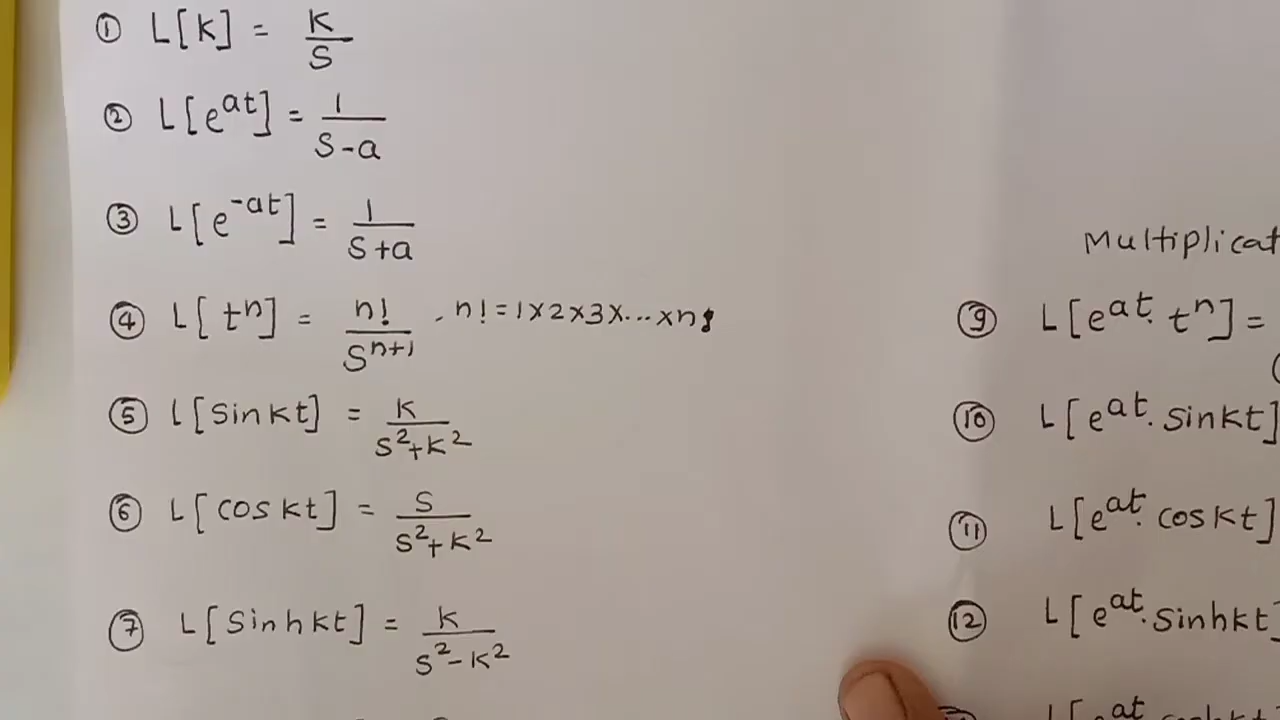 ① L[k] = k/s
② L[e^at] = 1/(s-a)
③ L[e^-at] = 1/(s+a)
④ L[t^n] = n!/s^(n+1) , n! = 1×2×3×...×n
⑤ L[sinkt] = k/(s²+k²)
⑥ L[coskt] = s/(s²+k²)
⑦ L[sinhkt] = k/(s²-k²)
Multiplicat
⑨ L[e^at. t^n] =
⑩ L[e^at. sinkt]
⑪ L[e^at. coskt]
⑫ L[e^at. sinhkt]